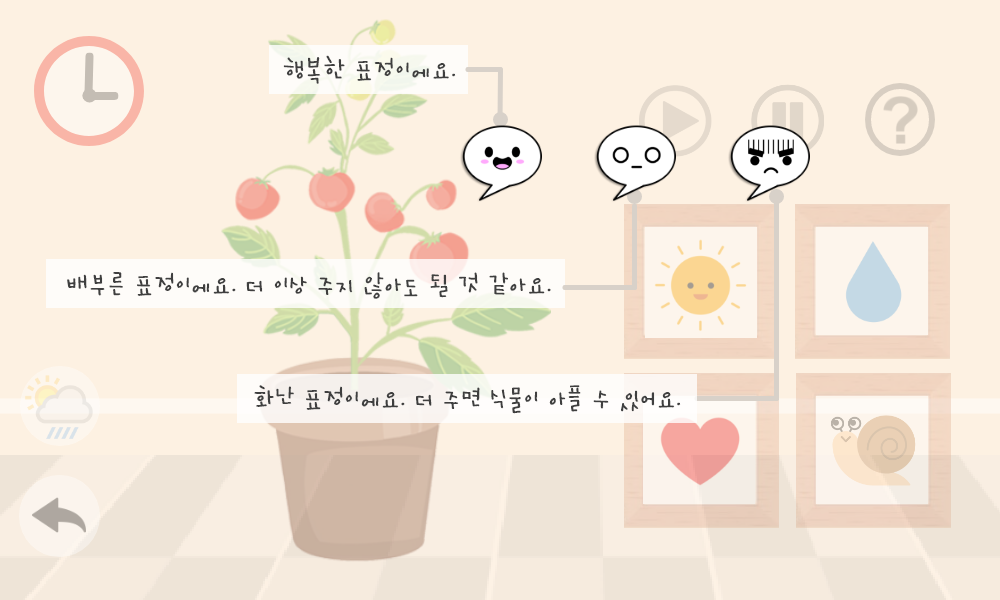 행복한 표정이에요.
배부른 표정이에요. 더 이상 주지 않아도 될 것 같아요.
화난 표정이에요. 더 주면 식물이 아플 수 있어요.
?